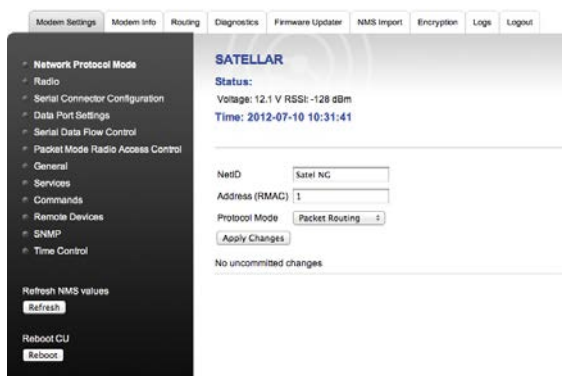 Modem Settings Modem Info Routing Diagnostics Firmware Updater NMS Import Encryption Logs Logout
Network Protocol Mode
Radio
Serial Connector Configuration
Data Port Settings
Serial Data Flow Control
Packet Mode Radio Access Control
General
Services
Commands
Remote Devices
SNMP
Time Control
Refresh NMS values
Refresh
Reboot CU
Reboot
SATELLAR
Status:
Voltage: 12.1 V RSSI: -128 dBm
Time: 2012-07-10 10:31:41
NetID Satel NG
Address (RMAC) 1
Protocol Mode Packet Routing
Apply Changes
No uncommitted changes